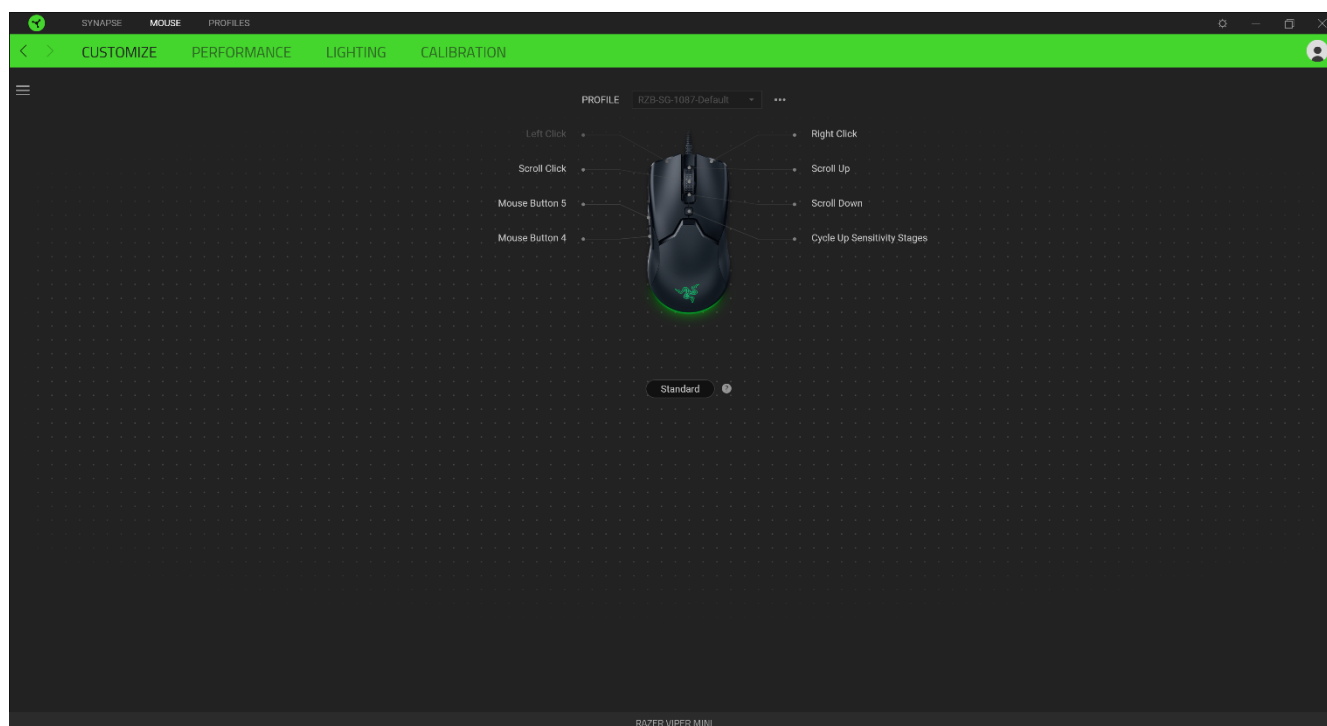 SYNAPSE MOUSE PROFILES
CUSTOMIZE PERFORMANCE LIGHTING CALIBRATION
PROFILE RZB-SG-1087-Default
Left Click Right Click
Scroll Click Scroll Up
Mouse Button 5 Scroll Down
Mouse Button 4 Cycle Up Sensitivity Stages
Standard ?
RAZER VIPER MINI